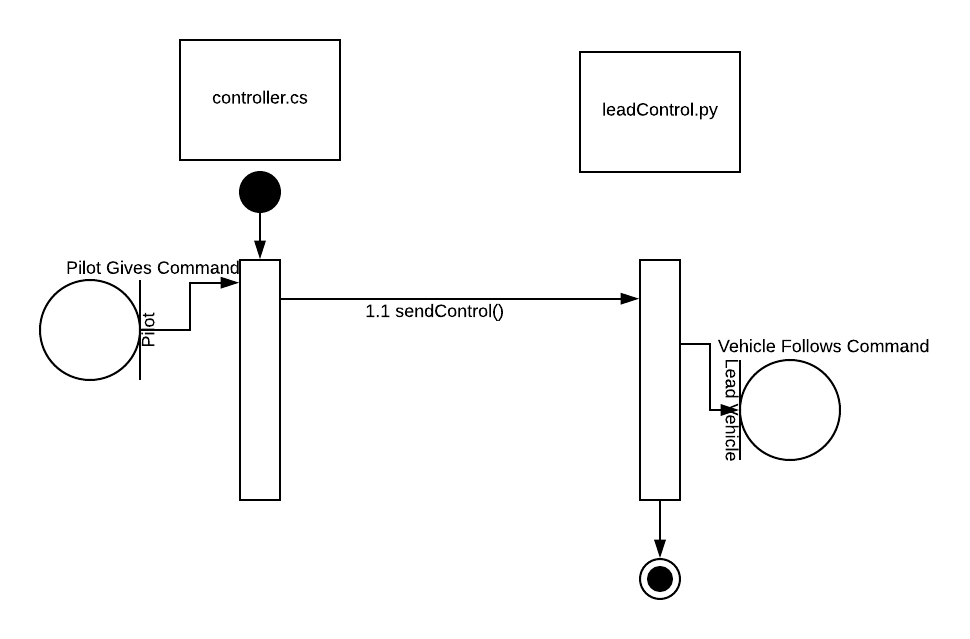 controller.cs
leadControl.py
Pilot Gives Command
Pilot
1.1 sendControl()
Vehicle Follows Command
Lead Vehicle